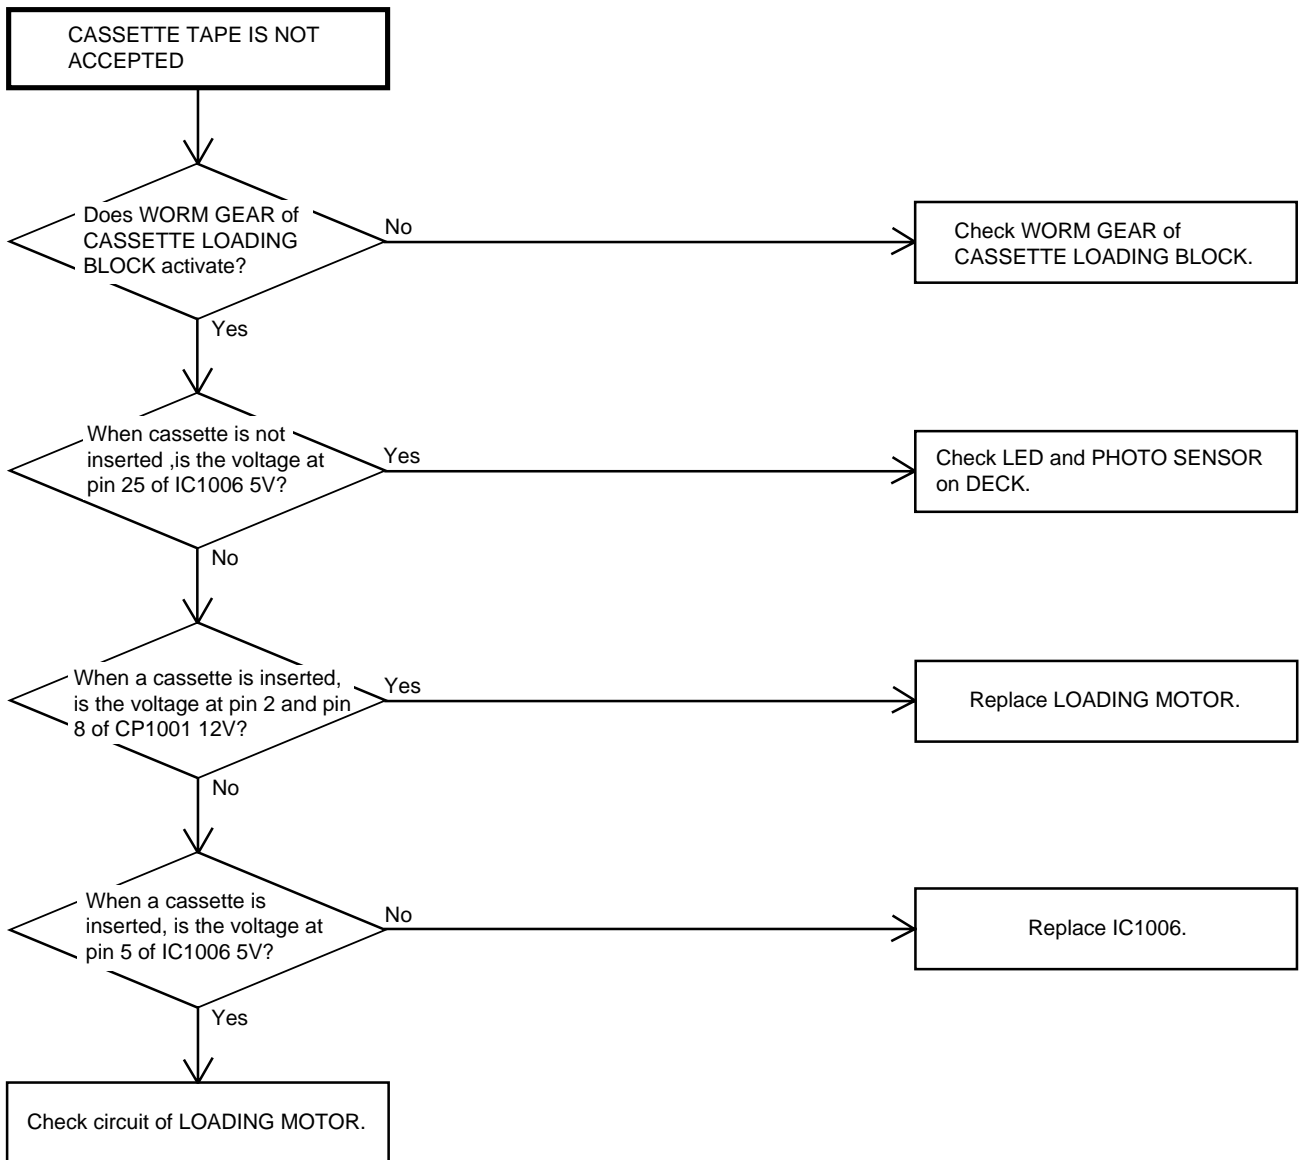 CASSETTE TAPE IS NOT
ACCEPTED
Does WORM GEAR of
CASSETTE LOADING
BLOCK activate?
No
Check WORM GEAR of
CASSETTE LOADING BLOCK.
Yes
When cassette is not
inserted ,is the voltage at
pin 25 of IC1006 5V?
Yes
Check LED and PHOTO SENSOR
on DECK.
No
When a cassette is inserted,
is the voltage at pin 2 and pin
8 of CP1001 12V?
Yes
Replace LOADING MOTOR.
No
When a cassette is
inserted, is the voltage at
pin 5 of IC1006 5V?
No
Replace IC1006.
Yes
Check circuit of LOADING MOTOR.